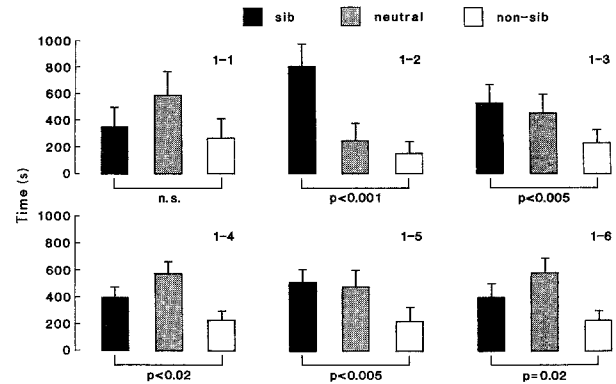 sib neutral non-sib
Time (s)
1000
800
600
400
200
0
1-1
n.s.
1-2
p<0.001
1-3
p<0.005
800
600
400
200
0
1-4
p<0.02
1-5
p<0.005
1-6
p=0.02